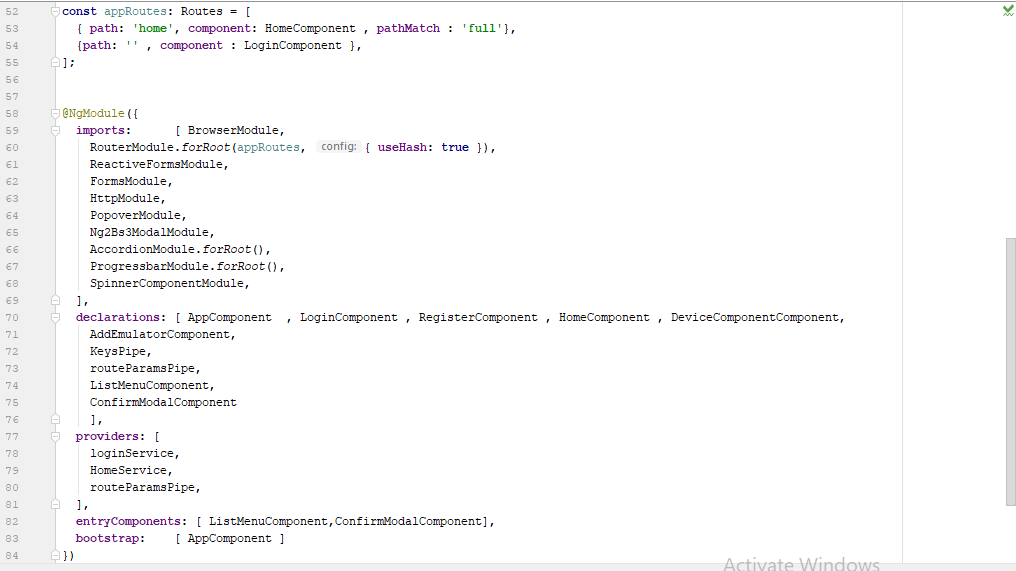 52 const appRoutes: Routes = [
53 { path: 'home', component: HomeComponent , pathMatch : 'full'},
54 {path: '' , component : LoginComponent },
55 ];
56
57
58 @NgModule({
59 imports: [ BrowserModule,
60 RouterModule.forRoot(appRoutes, config: { useHash: true }),
61 ReactiveFormsModule,
62 FormsModule,
63 HttpModule,
64 PopoverModule,
65 Ng2Bs3ModalModule,
66 AccordionModule.forRoot(),
67 ProgressbarModule.forRoot(),
68 SpinnerComponentModule,
69 ],
70 declarations: [ AppComponent , LoginComponent , RegisterComponent , HomeComponent , DeviceComponentComponent,
71 AddEmulatorComponent,
72 KeysPipe,
73 routeParamsPipe,
74 ListMenuComponent,
75 ConfirmModalComponent
76 ],
77 providers: [
78 loginService,
79 HomeService,
80 routeParamsPipe,
81 ],
82 entryComponents: [ ListMenuComponent,ConfirmModalComponent],
83 bootstrap: [ AppComponent ]
84 })
Activate Windows